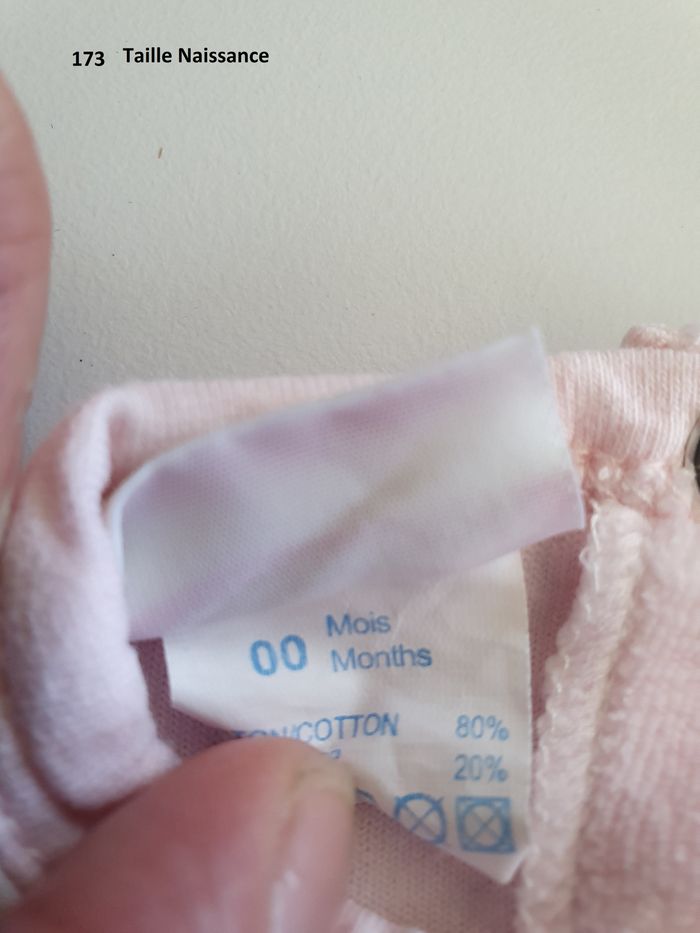 173 Taille Naissance
00 Mois
Months
COTTON 80%
20%